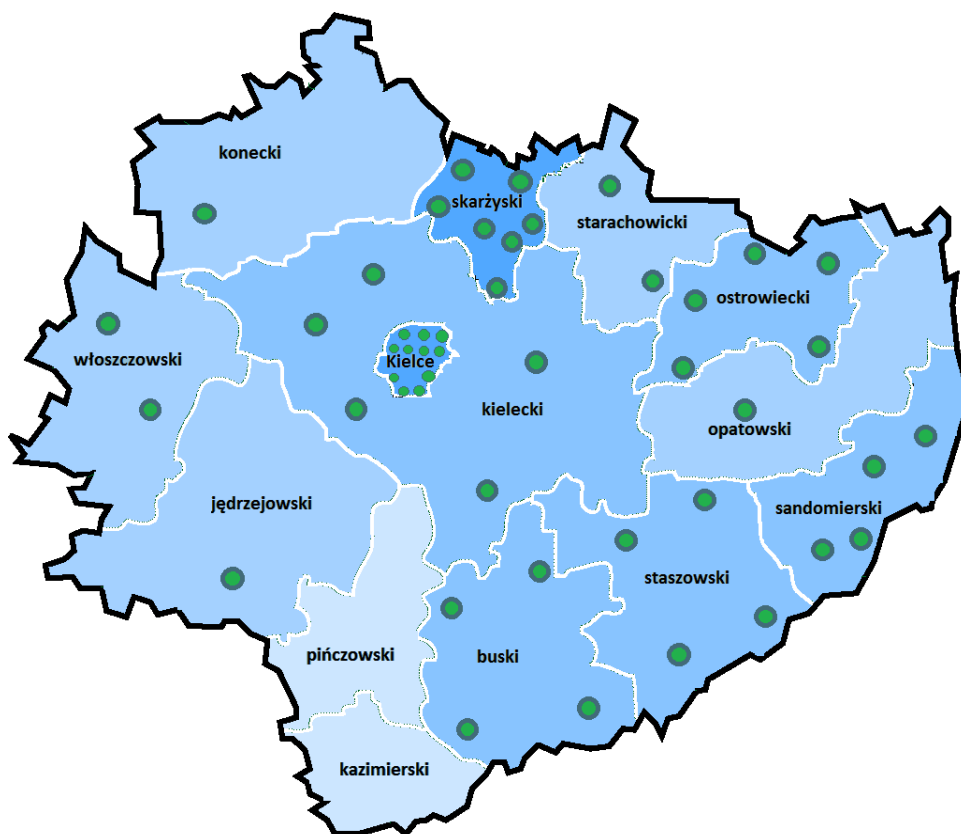 konecki
skarżyski
starachowicki
ostrowiecki
włoszczowski
Kielce
kielecki
opatowski
jędrzejowski
sandomierski
staszowski
pińczowski
buski
kazimierski